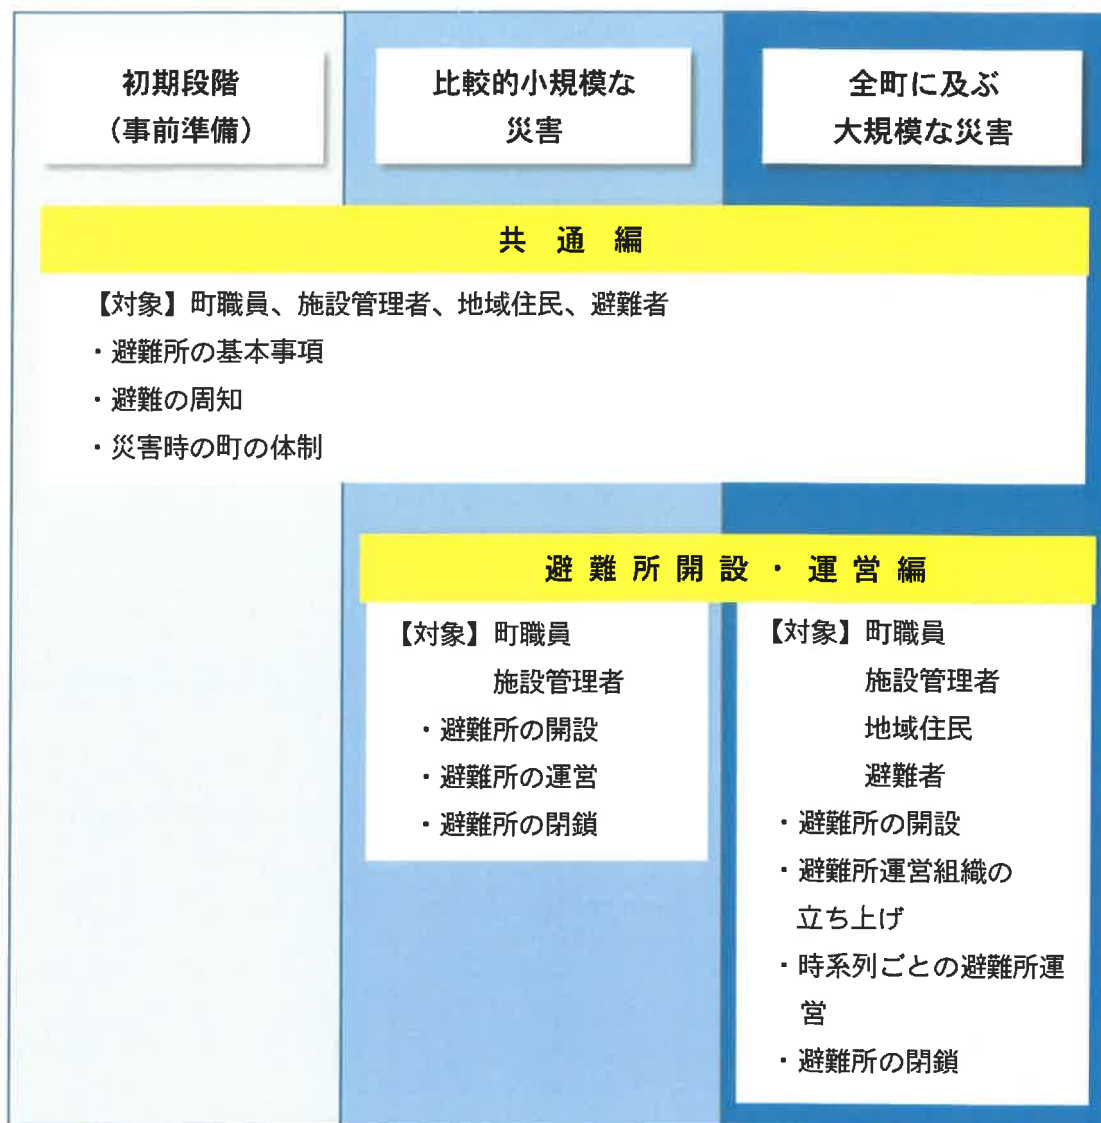 初期段階
（事前準備）
比較的小規模な
災害
全町に及ぶ
大規模な災害
共通編
【対象】町職員、施設管理者、地域住民、避難者
・避難所の基本事項
・避難の周知
・災害時の町の体制
避難所開設・運営編
【対象】町職員
施設管理者
・避難所の開設
・避難所の運営
・避難所の閉鎖
【対象】町職員
施設管理者
地域住民
避難者
・避難所の開設
・避難所運営組織の
立ち上げ
・時系列ごとの避難所運
営
・避難所の閉鎖